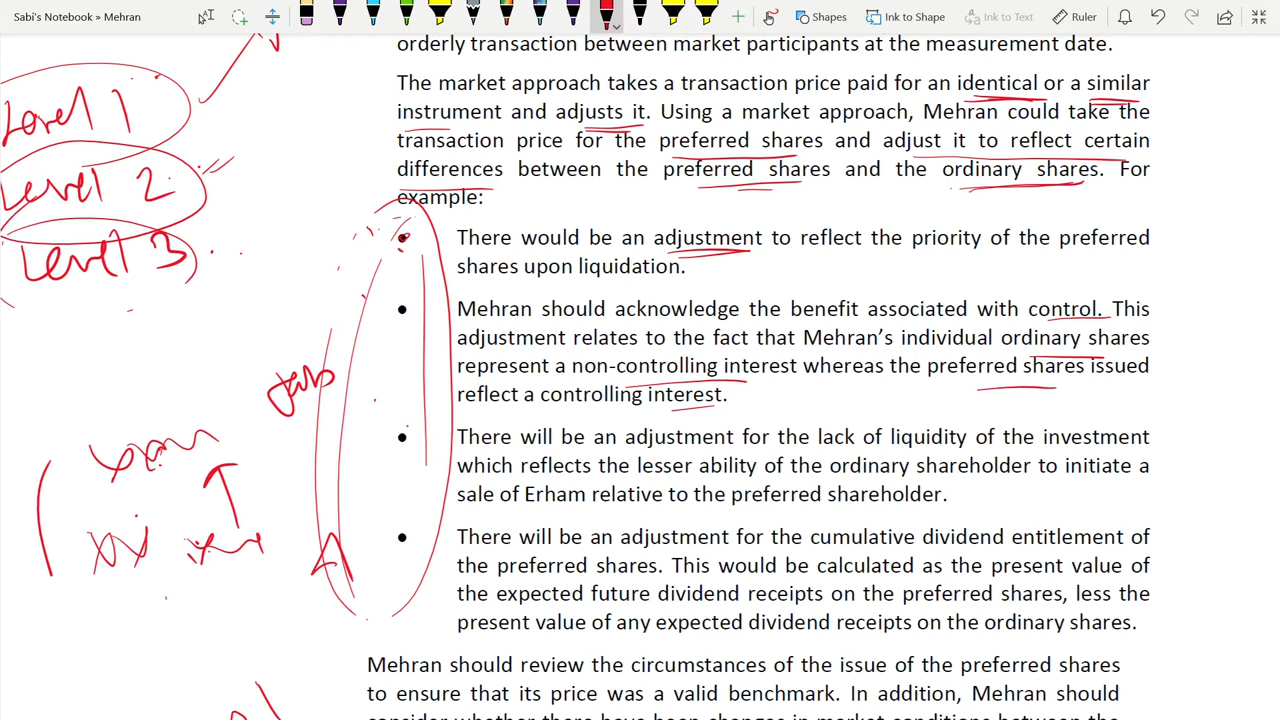 Sabi's Notebook » Mehran
Shapes
Ink to Shape
Ink to Text
Ruler
orderly transaction between market participants at the measurement date.
The market approach takes a transaction price paid for an identical or a similar
instrument and adjusts it. Using a market approach, Mehran could take the
transaction price for the preferred shares and adjust it to reflect certain
differences between the preferred shares and the ordinary shares. For
example:
Level 1
Level 2
Level 3
• There would be an adjustment to reflect the priority of the preferred
shares upon liquidation.
• Mehran should acknowledge the benefit associated with control. This
adjustment relates to the fact that Mehran’s individual ordinary shares
represent a non-controlling interest whereas the preferred shares issued
reflect a controlling interest.
• There will be an adjustment for the lack of liquidity of the investment
which reflects the lesser ability of the ordinary shareholder to initiate a
sale of Erham relative to the preferred shareholder.
• There will be an adjustment for the cumulative dividend entitlement of
the preferred shares. This would be calculated as the present value of
the expected future dividend receipts on the preferred shares, less the
present value of any expected dividend receipts on the ordinary shares.
Mehran should review the circumstances of the issue of the preferred shares
to ensure that its price was a valid benchmark. In addition, Mehran should
consider whether there have been changes in market conditions between the